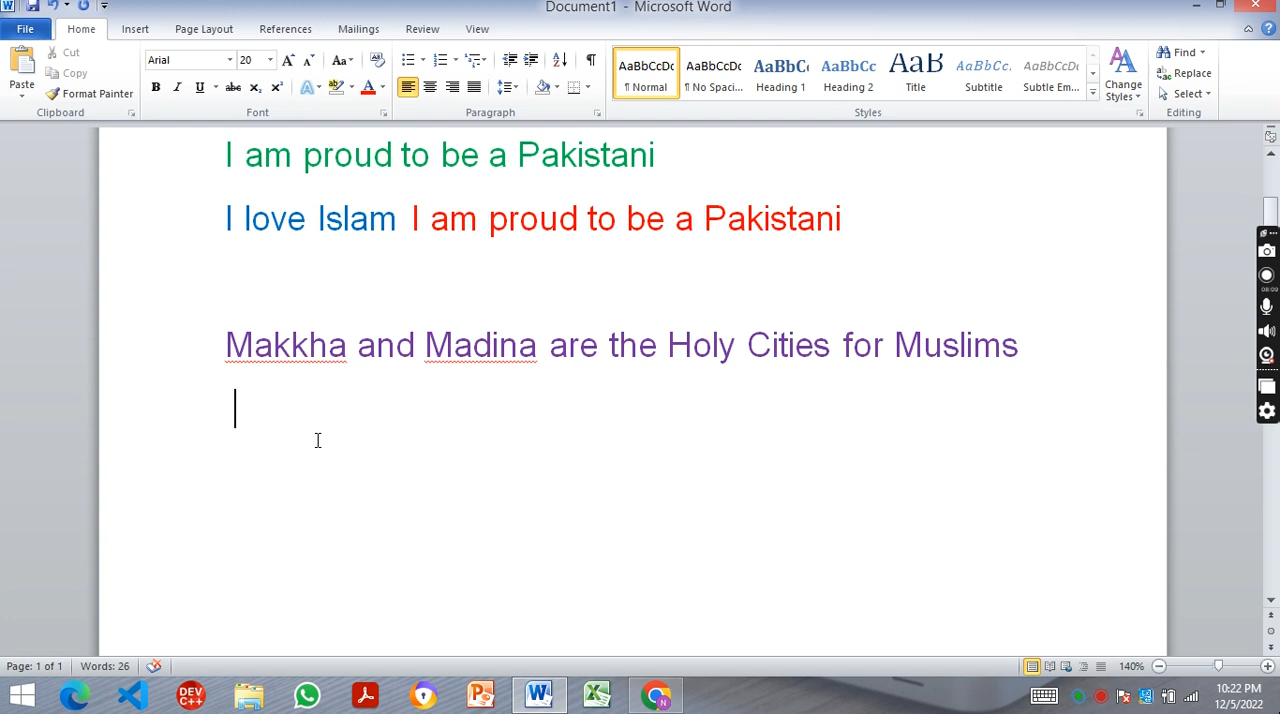 Document1 - Microsoft Word
File Home Insert Page Layout References Mailings Review View
Cut
Copy
Format Painter
Paste
Clipboard
Arial 20
Font
Paragraph
AaBbCcDc AaBbCcDc AaBbCc AaBbCc AaB AaBbCc. AaBbCcDc
¶ Normal ¶ No Spaci... Heading 1 Heading 2 Title Subtitle Subtle Em...
Styles
Change Styles
Find
Replace
Select
Editing
I am proud to be a Pakistani
I love Islam I am proud to be a Pakistani
Makkha and Madina are the Holy Cities for Muslims
08:09
Page: 1 of 1 Words: 26 140%
DEV C++
10:22 PM
12/5/2022